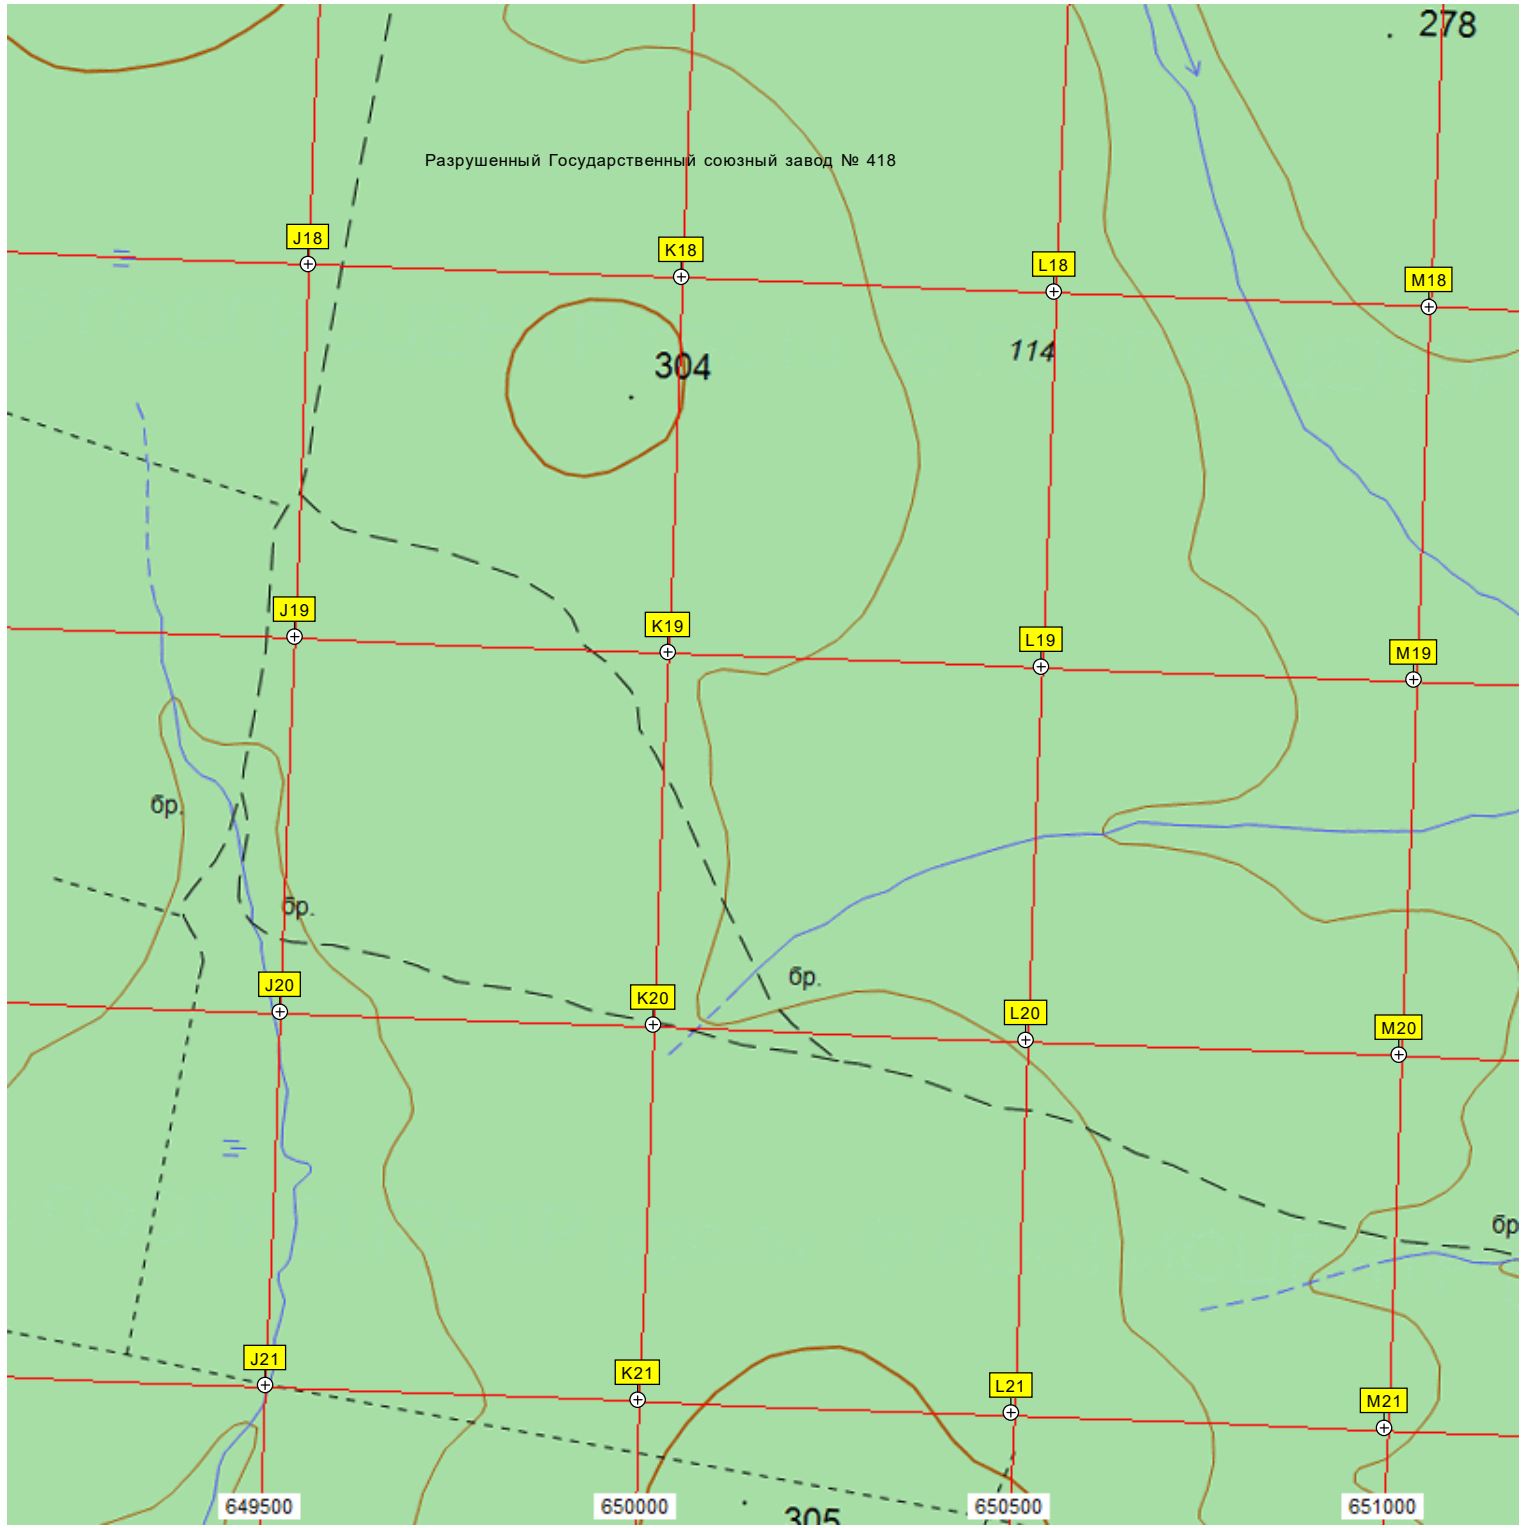 278
Разрушенный Государственный союзный завод № 418
J18
K18
L18
M18
304
114
J19
K19
L19
M19
бр.
бр.
бр.
J20
K20
L20
M20
бр
J21
K21
L21
M21
649500
650000
650500
651000
305